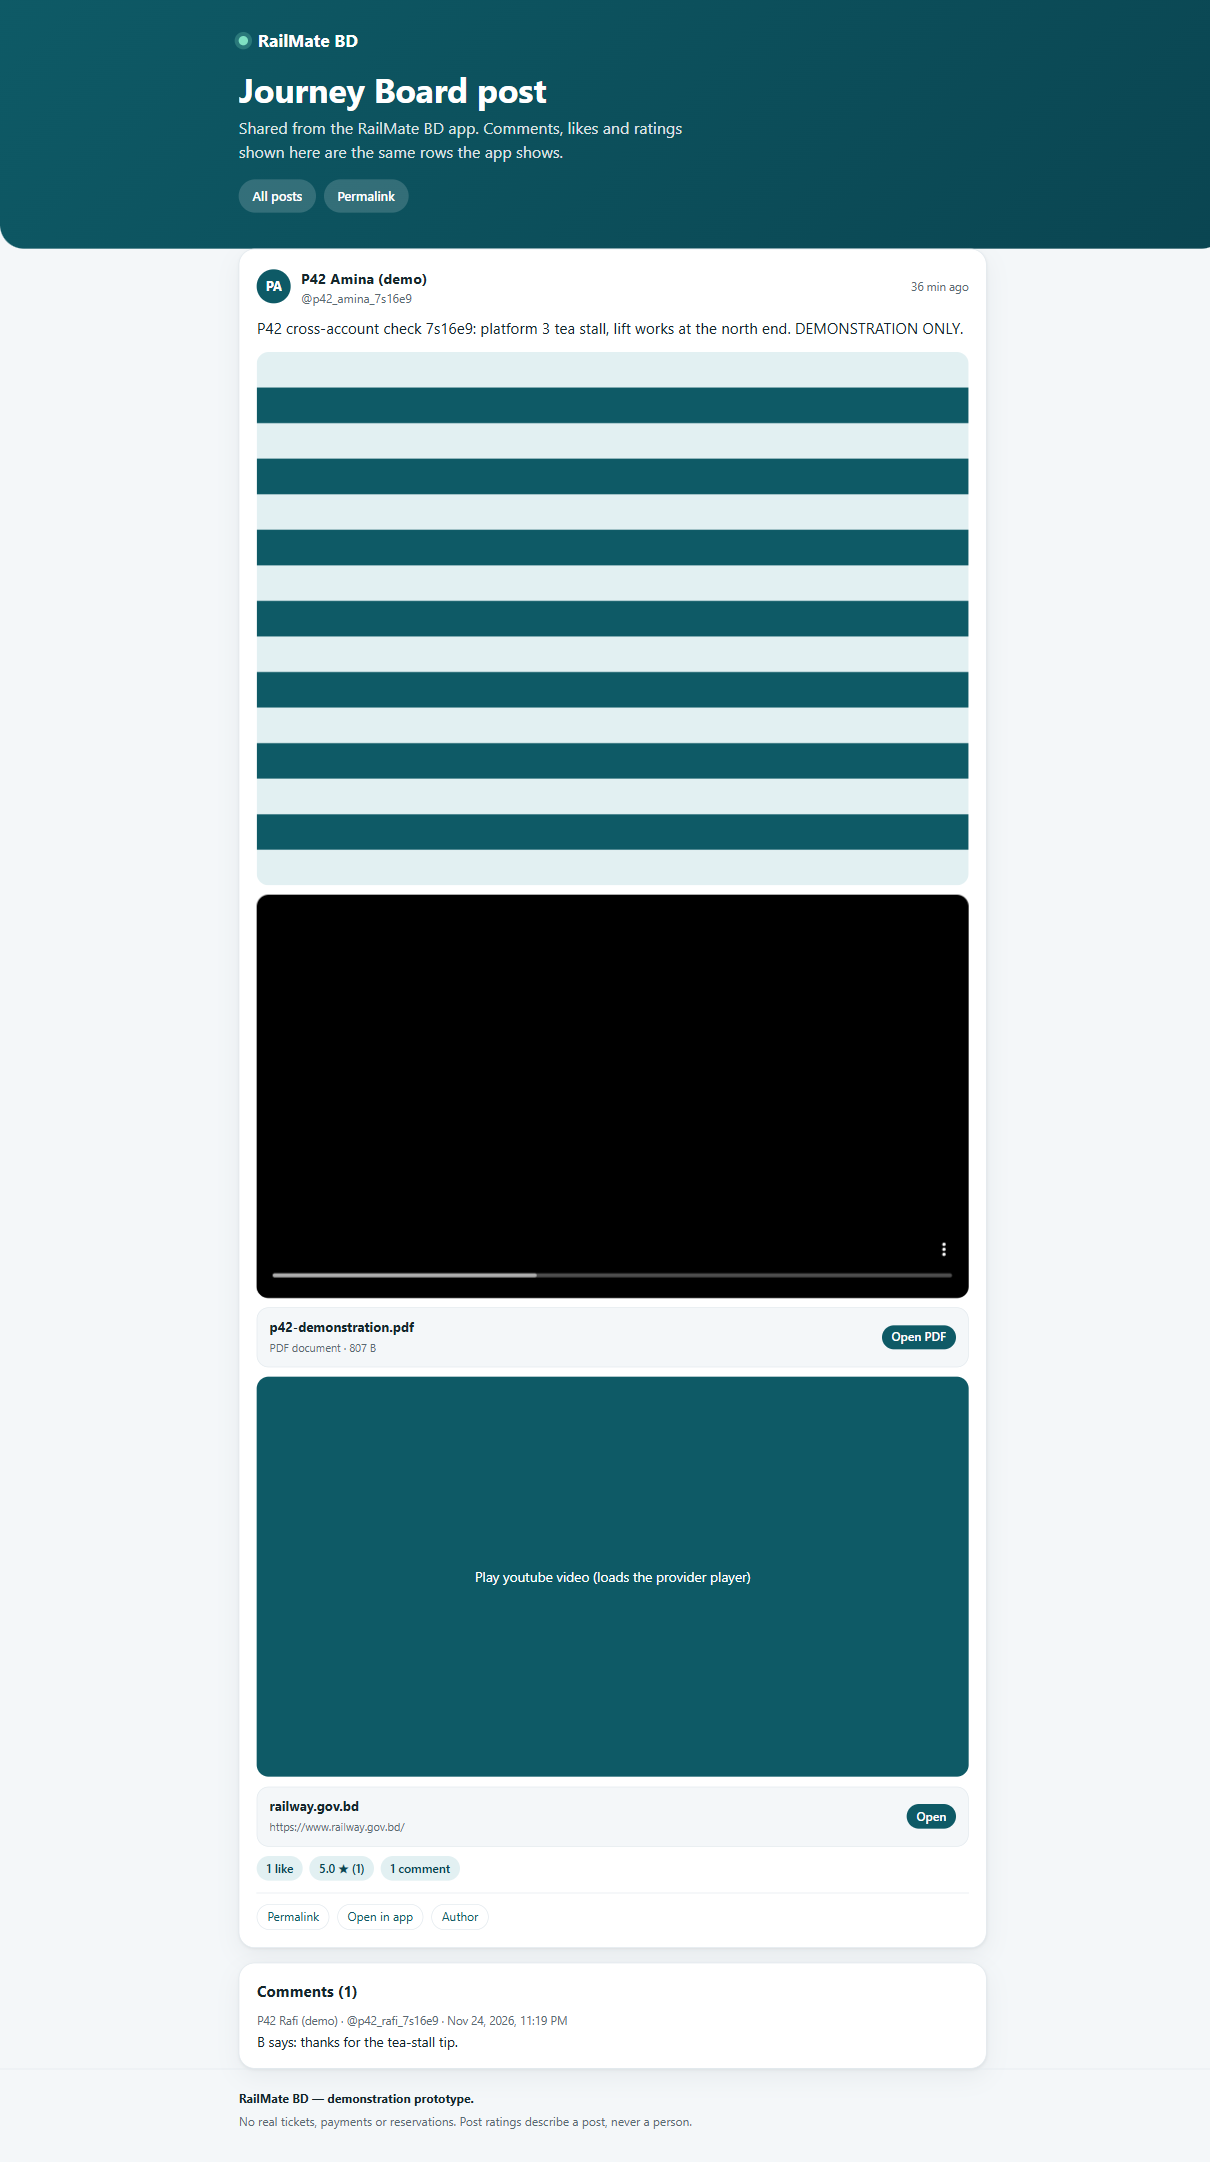 RailMate BD
Journey Board post
Shared from the RailMate BD app. Comments, likes and ratings
shown here are the same rows the app shows.
All posts
Permalink
PA
P42 Amina (demo)
@p42_amina_7s16e9
36 min ago
P42 cross-account check 7s16e9: platform 3 tea stall, lift works at the north end. DEMONSTRATION ONLY.
p42-demonstration.pdf
PDF document · 807 B
Open PDF
Play youtube video (loads the provider player)
railway.gov.bd
https://www.railway.gov.bd/
Open
1 like
5.0 ★ (1)
1 comment
Permalink
Open in app
Author
Comments (1)
P42 Rafi (demo) · @p42_rafi_7s16e9 · Nov 24, 2026, 11:19 PM
B says: thanks for the tea-stall tip.
RailMate BD — demonstration prototype.
No real tickets, payments or reservations. Post ratings describe a post, never a person.